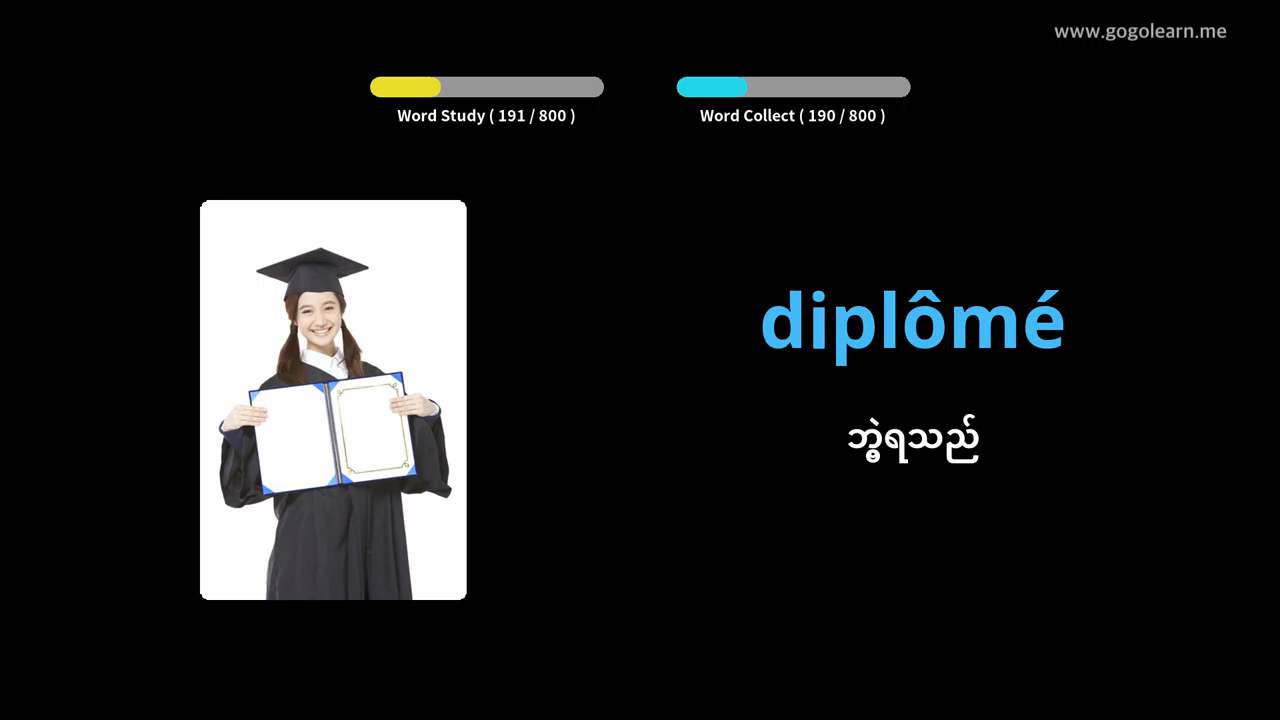 www.gogolearn.me
Word Study ( 191 / 800 )
Word Collect ( 190 / 800 )
diplômé
ဘွဲ့ရသည်